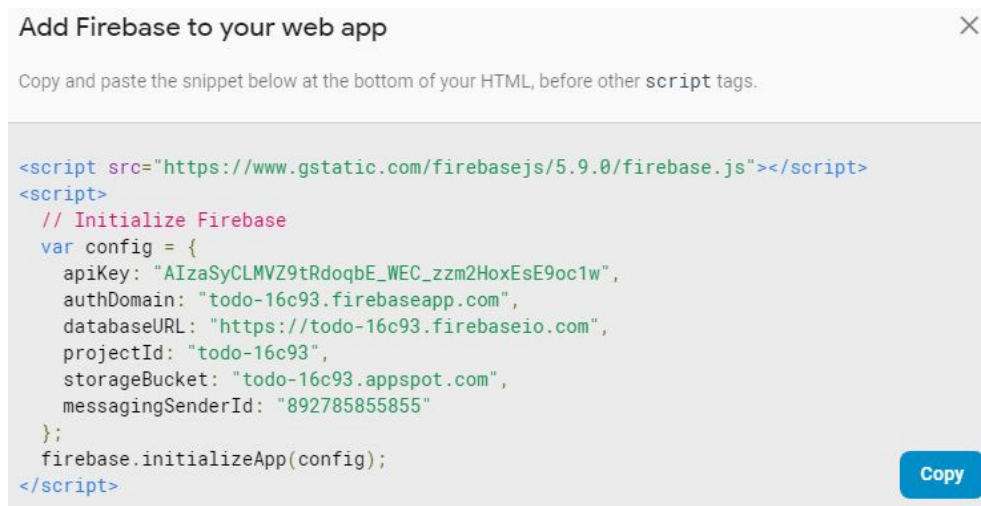 Add Firebase to your web app
Copy and paste the snippet below at the bottom of your HTML, before other script tags.
<script src="https://www.gstatic.com/firebasejs/5.9.0/firebase.js"></script>
<script>
  // Initialize Firebase
  var config = {
    apiKey: "AIzaSyCLMVZ9tRdoqbE_WEC_zzm2HoxEsE9oc1w",
    authDomain: "todo-16c93.firebaseapp.com",
    databaseURL: "https://todo-16c93.firebaseio.com",
    projectId: "todo-16c93",
    storageBucket: "todo-16c93.appspot.com",
    messagingSenderId: "892785855855"
  };
  firebase.initializeApp(config);
</script>
Copy